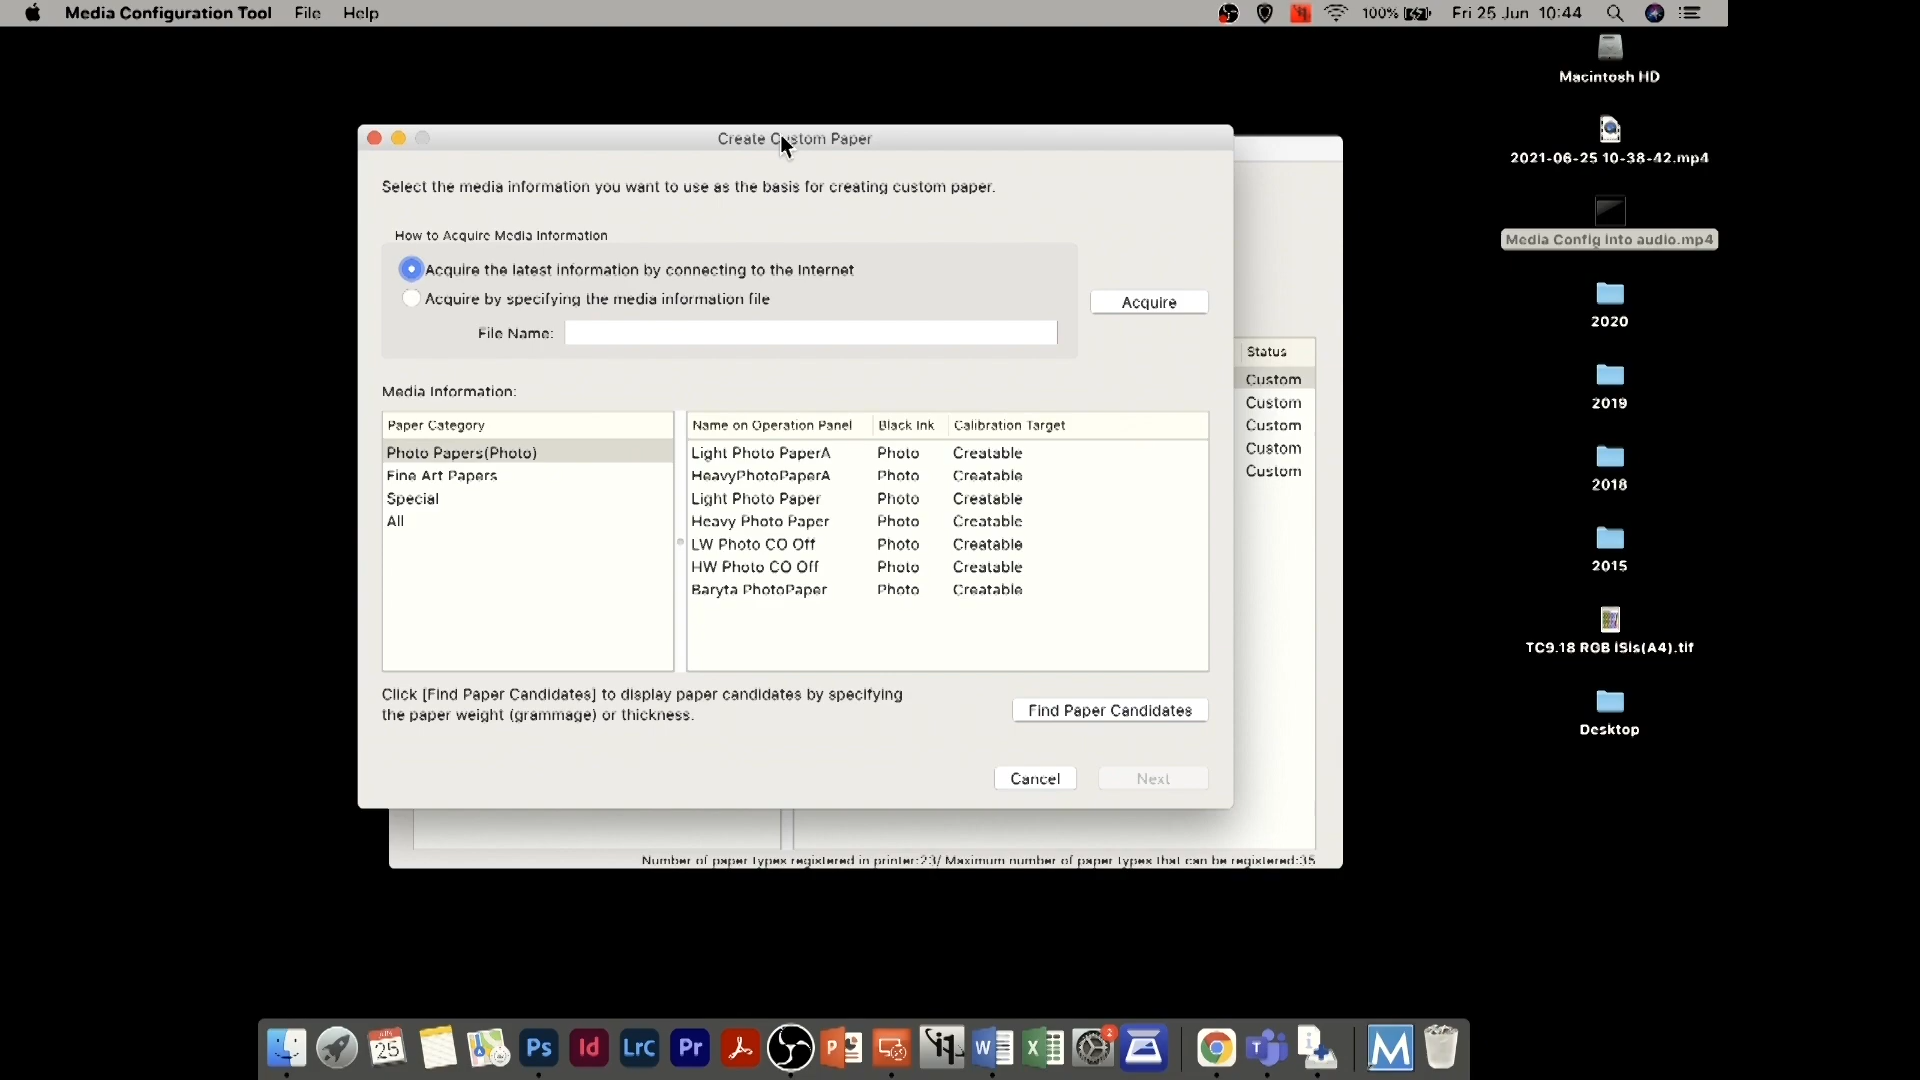 Media Configuration Tool File Help 100% Fri 25 Jun 10:44
Macintosh HD
2021-06-25 10-38-42.mp4
Media Config into audio.mp4
2020
2019
2018
2015
TC9.18 RGB iSis(A4).tif
Desktop
Create Custom Paper
Select the media information you want to use as the basis for creating custom paper.
How to Acquire Media Information
Acquire the latest information by connecting to the Internet
Acquire by specifying the media information file
Acquire
File Name:
Media Information:
Paper Category
Photo Papers(Photo)
Fine Art Papers
Special
All
Name on Operation Panel Black Ink Calibration Target
Light Photo PaperA Photo Creatable
HeavyPhotoPaperA Photo Creatable
Light Photo Paper Photo Creatable
Heavy Photo Paper Photo Creatable
LW Photo CO Off Photo Creatable
HW Photo CO Off Photo Creatable
Baryta PhotoPaper Photo Creatable
Status
Custom
Custom
Custom
Custom
Custom
Click [Find Paper Candidates] to display paper candidates by specifying
the paper weight (grammage) or thickness.
Find Paper Candidates
Cancel Next
Number of paper types registered in printer:23/ Maximum number of paper types that can be registered:35
JUN
25
Ps Id LrC Pr P W X 2 T M